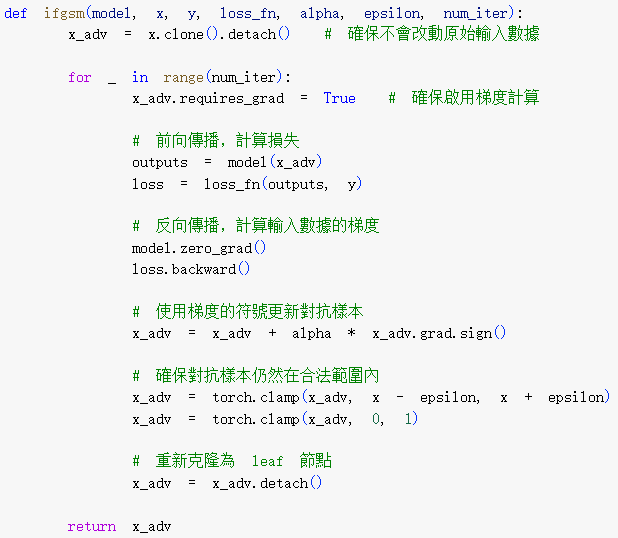 def ifgsm(model, x, y, loss_fn, alpha, epsilon, num_iter):
x_adv = x.clone().detach() # 確保不會改動原始輸入數據
for _ in range(num_iter):
x_adv.requires_grad = True # 確保啟用梯度計算
# 前向傳播，計算損失
outputs = model(x_adv)
loss = loss_fn(outputs, y)
# 反向傳播，計算輸入數據的梯度
model.zero_grad()
loss.backward()
# 使用梯度的符號更新對抗樣本
x_adv = x_adv + alpha * x_adv.grad.sign()
# 確保對抗樣本仍然在合法範圍內
x_adv = torch.clamp(x_adv, x - epsilon, x + epsilon)
x_adv = torch.clamp(x_adv, 0, 1)
# 重新克隆為 leaf 節點
x_adv = x_adv.detach()
return x_adv